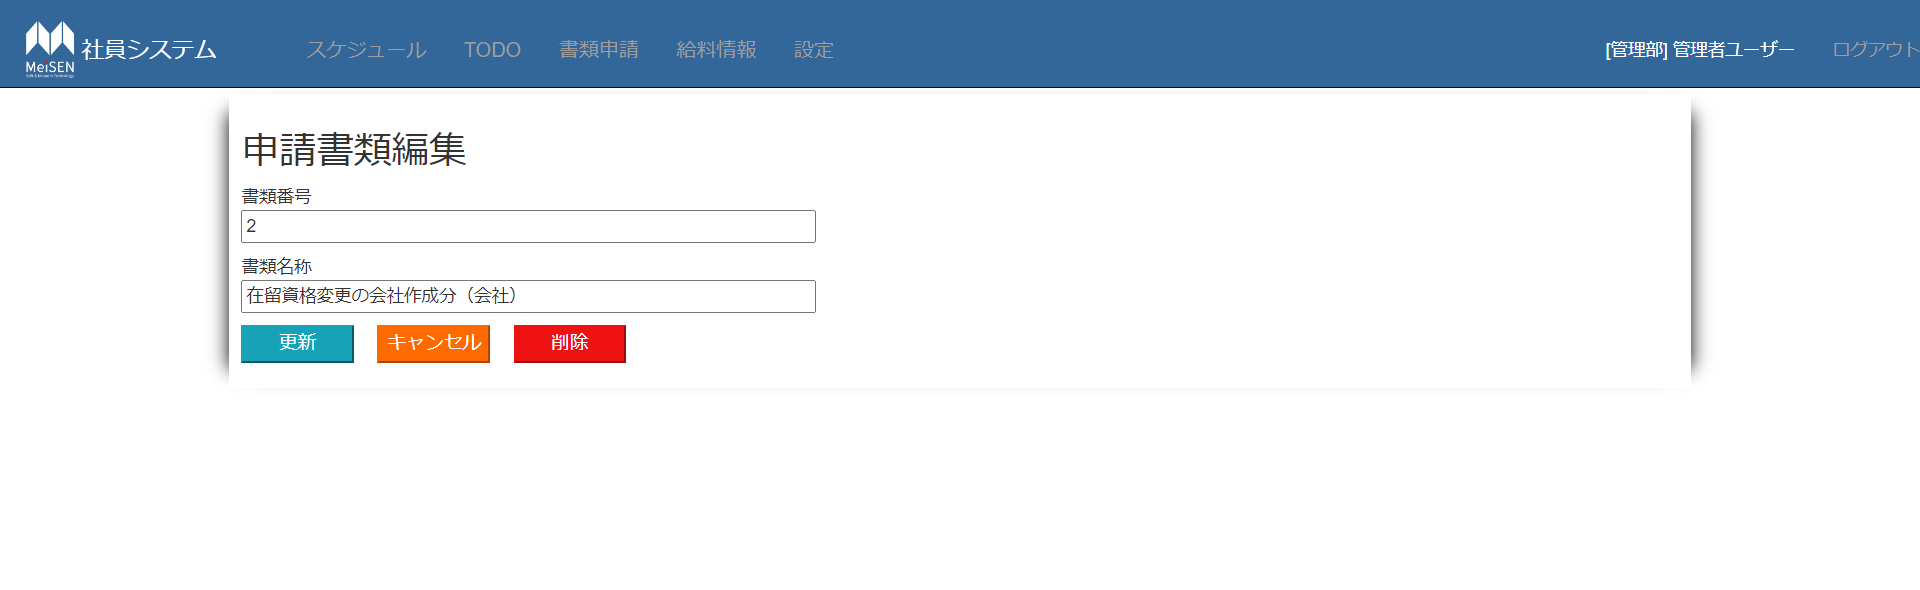 MeiSEN
社員システム
スケジュール
TODO
書類申請
給料情報
設定
[管理部] 管理者ユーザー
ログアウト
申請書類編集
書類番号
2
書類名称
在留資格変更の会社作成分（会社）
更新
キャンセル
削除